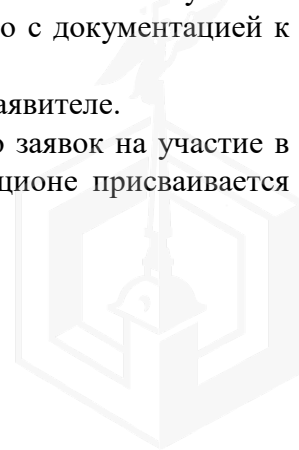 о с документацией к
аявителе.
о заявок на участие в
ционе присваивается